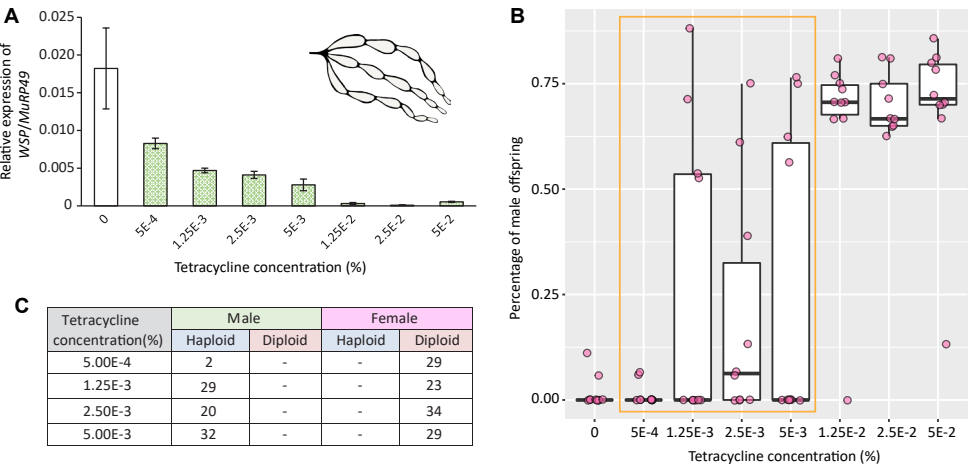 A
Relative expression of
WSP/MuRP49
0.025
0.020
0.015
0.010
0.005
0
0
5E-4
1.25E-3
2.5E-3
5E-3
1.25E-2
2.5E-2
5E-2
Tetracycline concentration (%)
B
Percentage of male offspring
0.75
0.50
0.25
0.00
0
5E-4
1.25E-3
2.5E-3
5E-3
1.25E-2
2.5E-2
5E-2
Tetracycline concentration (%)
C
Tetracycline concentration(%) Male Female
Haploid Diploid Haploid Diploid
5.00E-4 2 - - 29
1.25E-3 29 - - 23
2.50E-3 20 - - 34
5.00E-3 32 - - 29